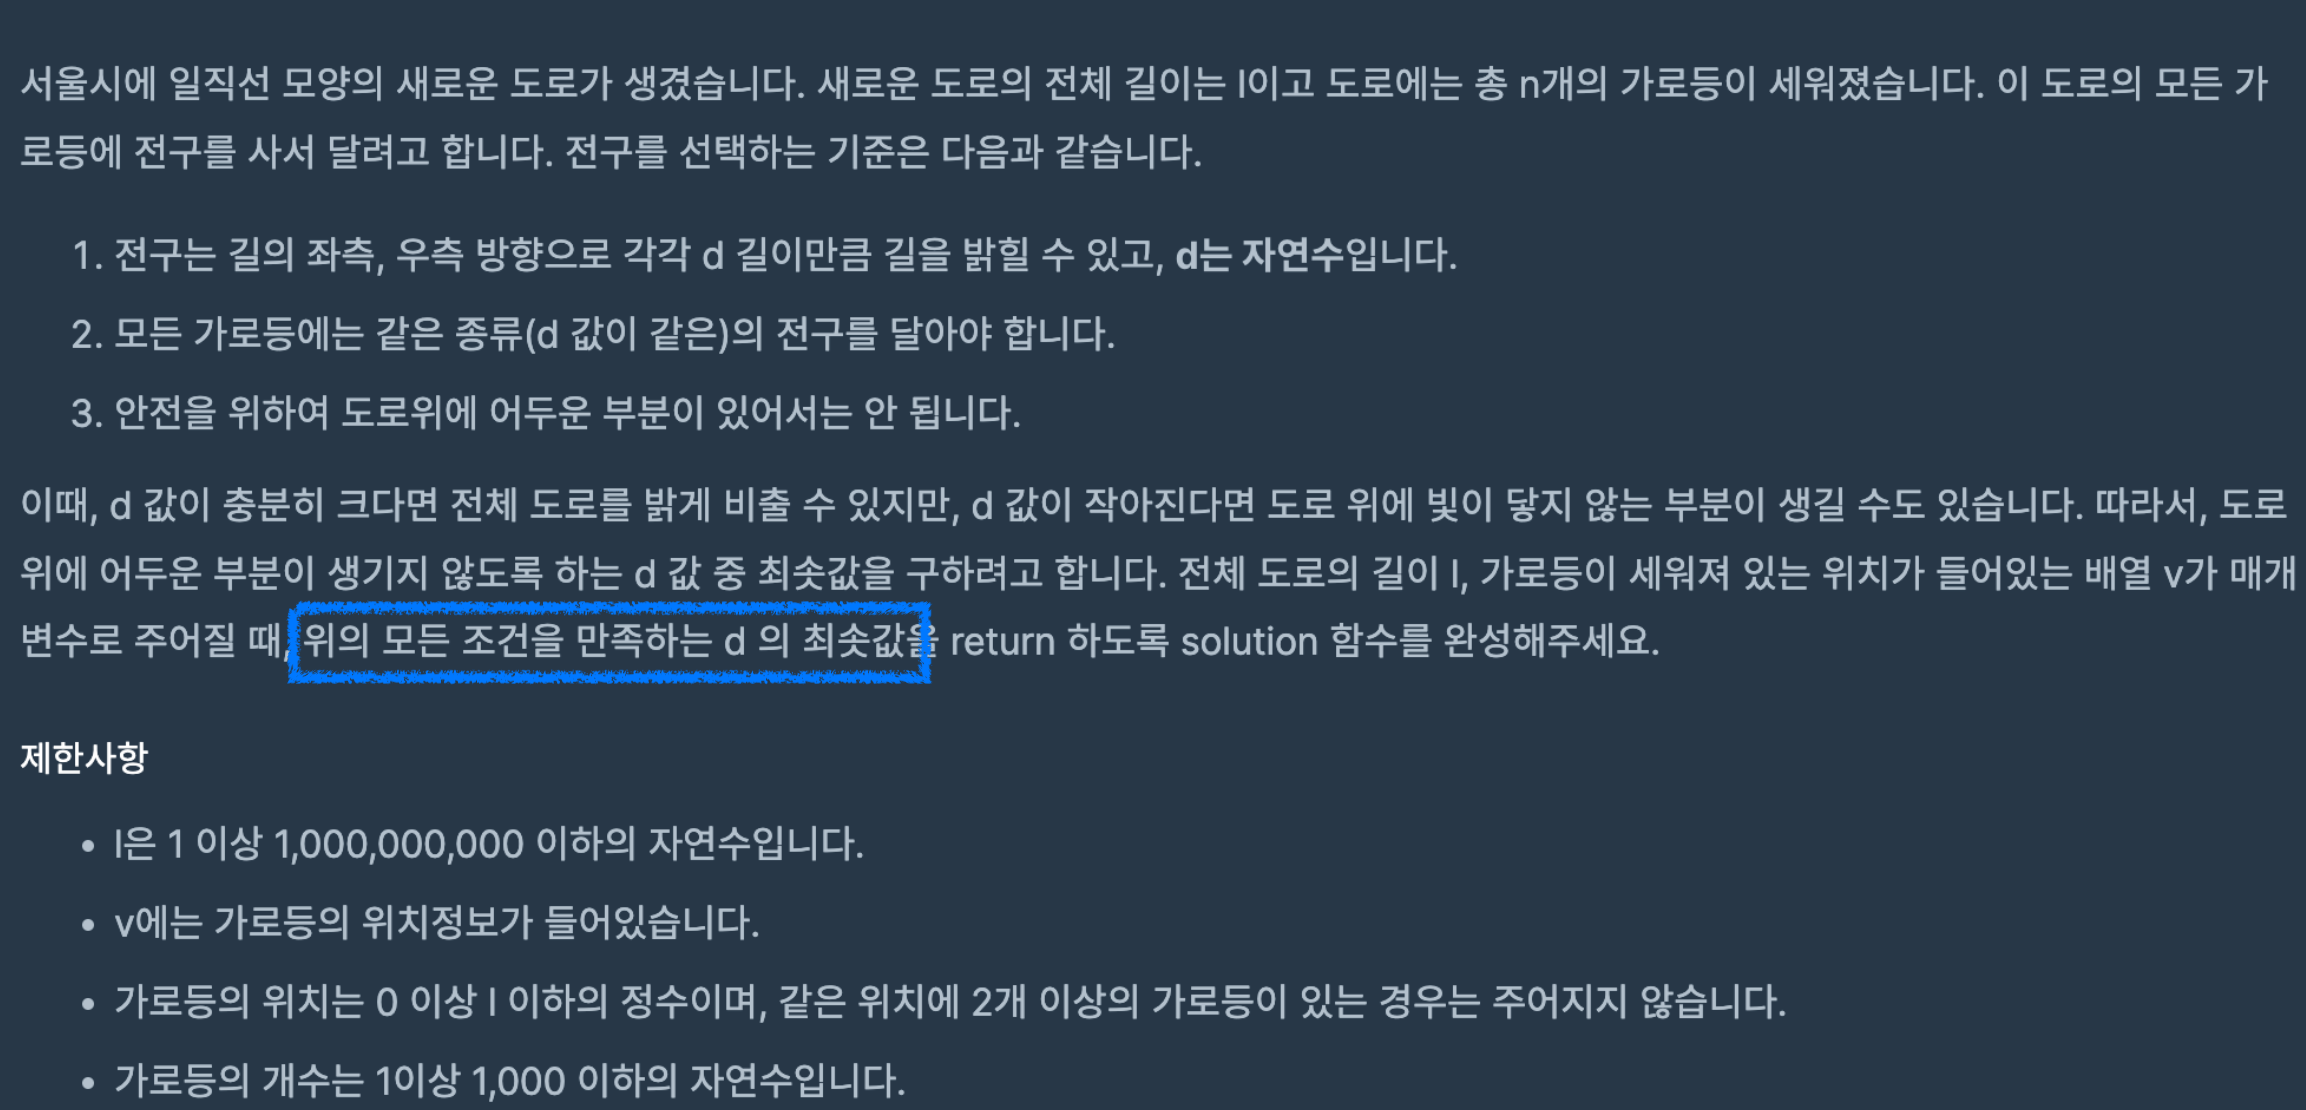 서울시에 일직선 모양의 새로운 도로가 생겼습니다. 새로운 도로의 전체 길이는 l이고 도로에는 총 n개의 가로등이 세워졌습니다. 이 도로의 모든 가
로등에 전구를 사서 달려고 합니다. 전구를 선택하는 기준은 다음과 같습니다.
1. 전구는 길의 좌측, 우측 방향으로 각각 d 길이만큼 길을 밝힐 수 있고, d는 자연수입니다.
2. 모든 가로등에는 같은 종류(d 값이 같은)의 전구를 달아야 합니다.
3. 안전을 위하여 도로위에 어두운 부분이 있어서는 안 됩니다.
이때, d 값이 충분히 크다면 전체 도로를 밝게 비출 수 있지만, d 값이 작아진다면 도로 위에 빛이 닿지 않는 부분이 생길 수도 있습니다. 따라서, 도로
위에 어두운 부분이 생기지 않도록 하는 d 값 중 최솟값을 구하려고 합니다. 전체 도로의 길이 l, 가로등이 세워져 있는 위치가 들어있는 배열 v가 매개
변수로 주어질 때, 위의 모든 조건을 만족하는 d 의 최솟값을 return 하도록 solution 함수를 완성해주세요.
제한사항
• l은 1 이상 1,000,000,000 이하의 자연수입니다.
• v에는 가로등의 위치정보가 들어있습니다.
• 가로등의 위치는 0 이상 l 이하의 정수이며, 같은 위치에 2개 이상의 가로등이 있는 경우는 주어지지 않습니다.
• 가로등의 개수는 1이상 1,000 이하의 자연수입니다.